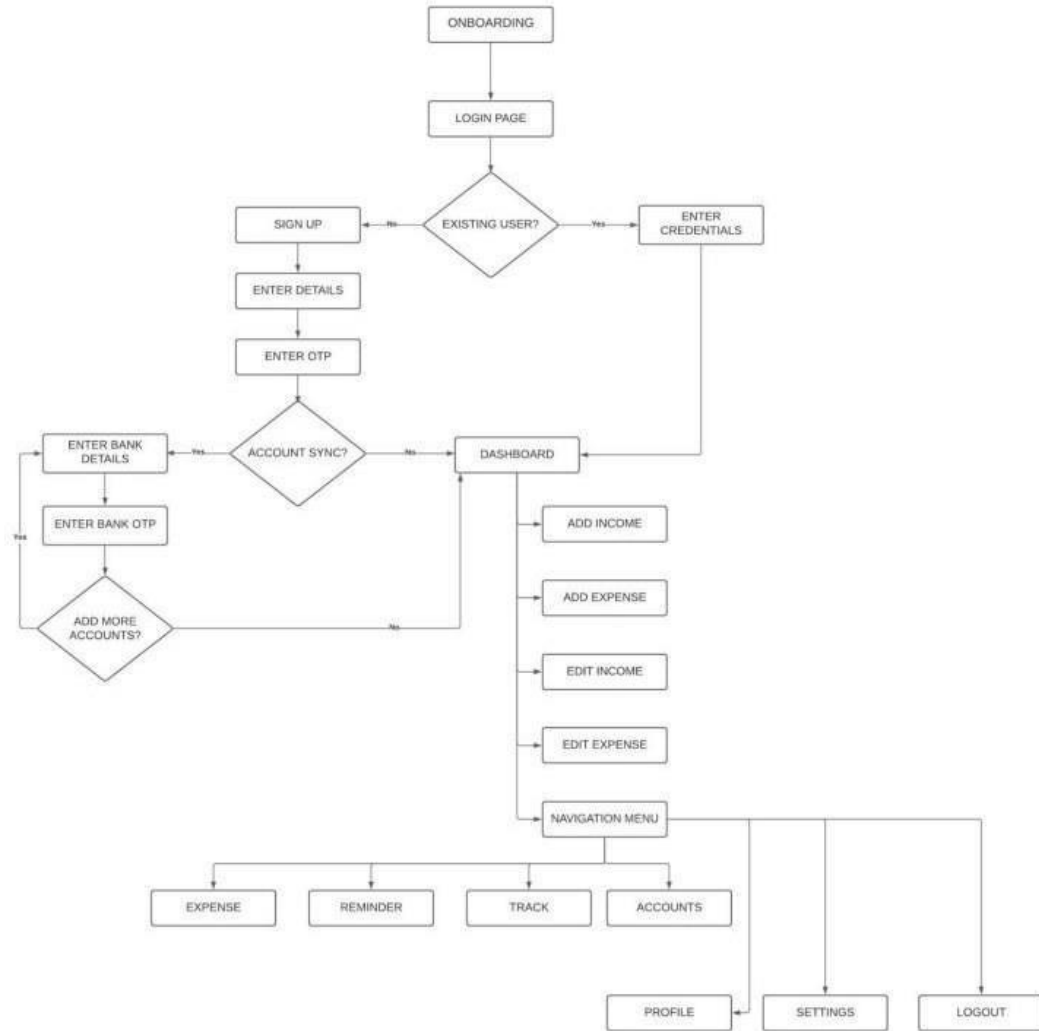 ONBOARDING
LOGIN PAGE
EXISTING USER?
No
Yes
SIGN UP
ENTER
CREDENTIALS
ENTER DETAILS
ENTER OTP
ACCOUNT SYNC?
Yes
No
ENTER BANK
DETAILS
DASHBOARD
ENTER BANK OTP
Yes
ADD MORE
ACCOUNTS?
No
ADD INCOME
ADD EXPENSE
EDIT INCOME
EDIT EXPENSE
NAVIGATION MENU
EXPENSE
REMINDER
TRACK
ACCOUNTS
PROFILE
SETTINGS
LOGOUT